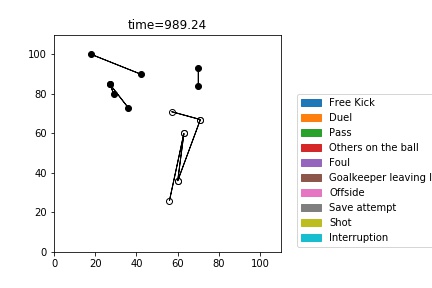 time=989.24
100
80
60
40
20
0
0 20 40 60 80 100
Free Kick
Duel
Pass
Others on the ball
Foul
Goalkeeper leaving l
Offside
Save attempt
Shot
Interruption